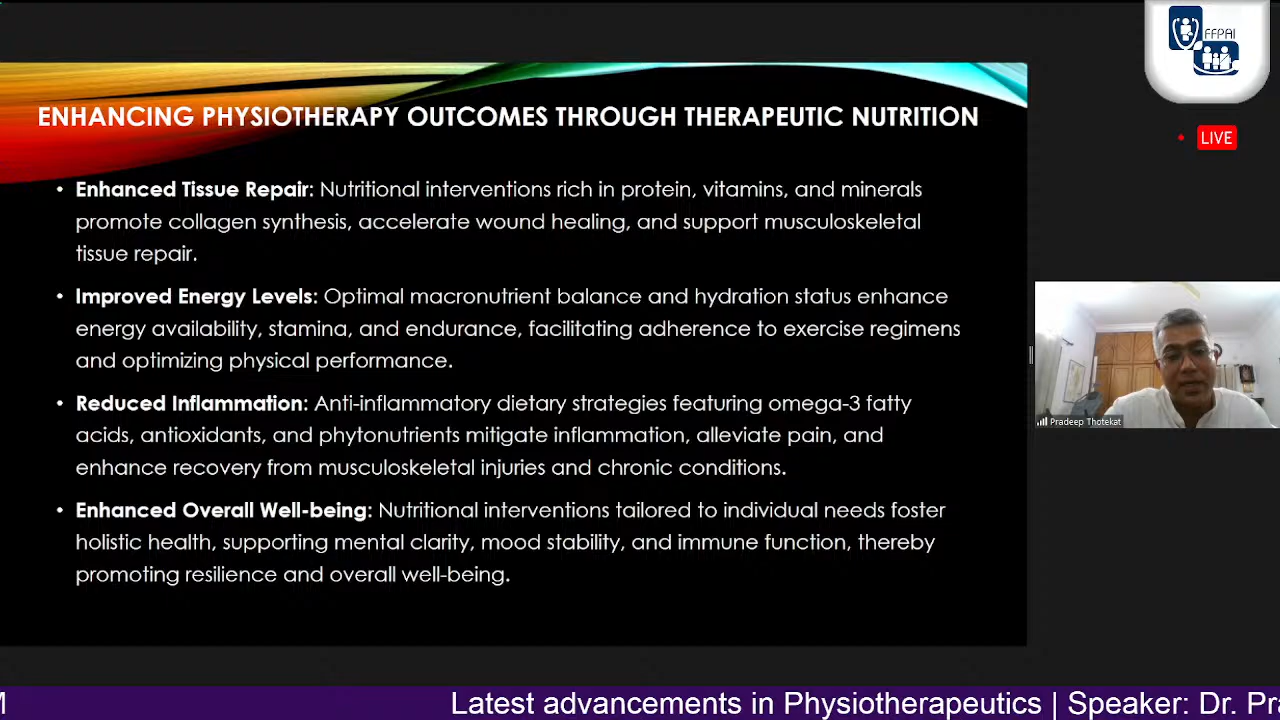 FFPAI
LIVE
ENHANCING PHYSIOTHERAPY OUTCOMES THROUGH THERAPEUTIC NUTRITION
• Enhanced Tissue Repair: Nutritional interventions rich in protein, vitamins, and minerals
promote collagen synthesis, accelerate wound healing, and support musculoskeletal
tissue repair.
• Improved Energy Levels: Optimal macronutrient balance and hydration status enhance
energy availability, stamina, and endurance, facilitating adherence to exercise regimens
and optimizing physical performance.
• Reduced Inflammation: Anti-inflammatory dietary strategies featuring omega-3 fatty
acids, antioxidants, and phytonutrients mitigate inflammation, alleviate pain, and
enhance recovery from musculoskeletal injuries and chronic conditions.
• Enhanced Overall Well-being: Nutritional interventions tailored to individual needs foster
holistic health, supporting mental clarity, mood stability, and immune function, thereby
promoting resilience and overall well-being.
Pradeep Thotekat
M Latest advancements in Physiotherapeutics | Speaker: Dr. Pra